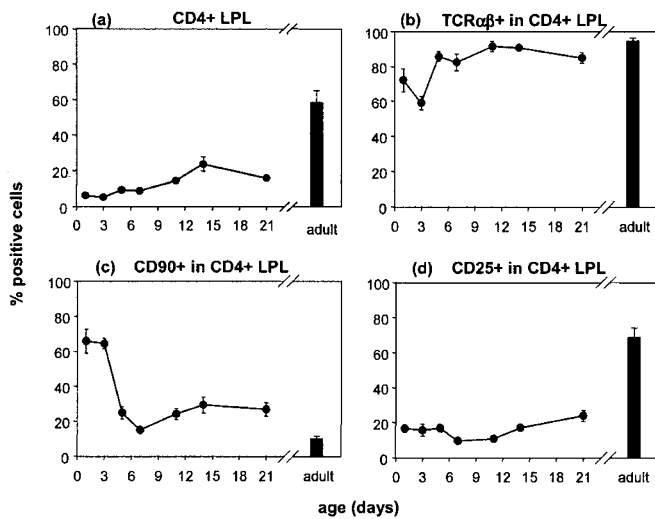 (a) CD4+ LPL
100
80
60
40
20
0
0 3 6 9 12 15 18 21 adult
(b) TCRαβ+ in CD4+ LPL
100
80
60
40
20
0
0 3 6 9 12 15 18 21 adult
% positive cells
(c) CD90+ in CD4+ LPL
100
80
60
40
20
0
0 3 6 9 12 15 18 21 adult
(d) CD25+ in CD4+ LPL
100
80
60
40
20
0
0 3 6 9 12 15 18 21 adult
age (days)